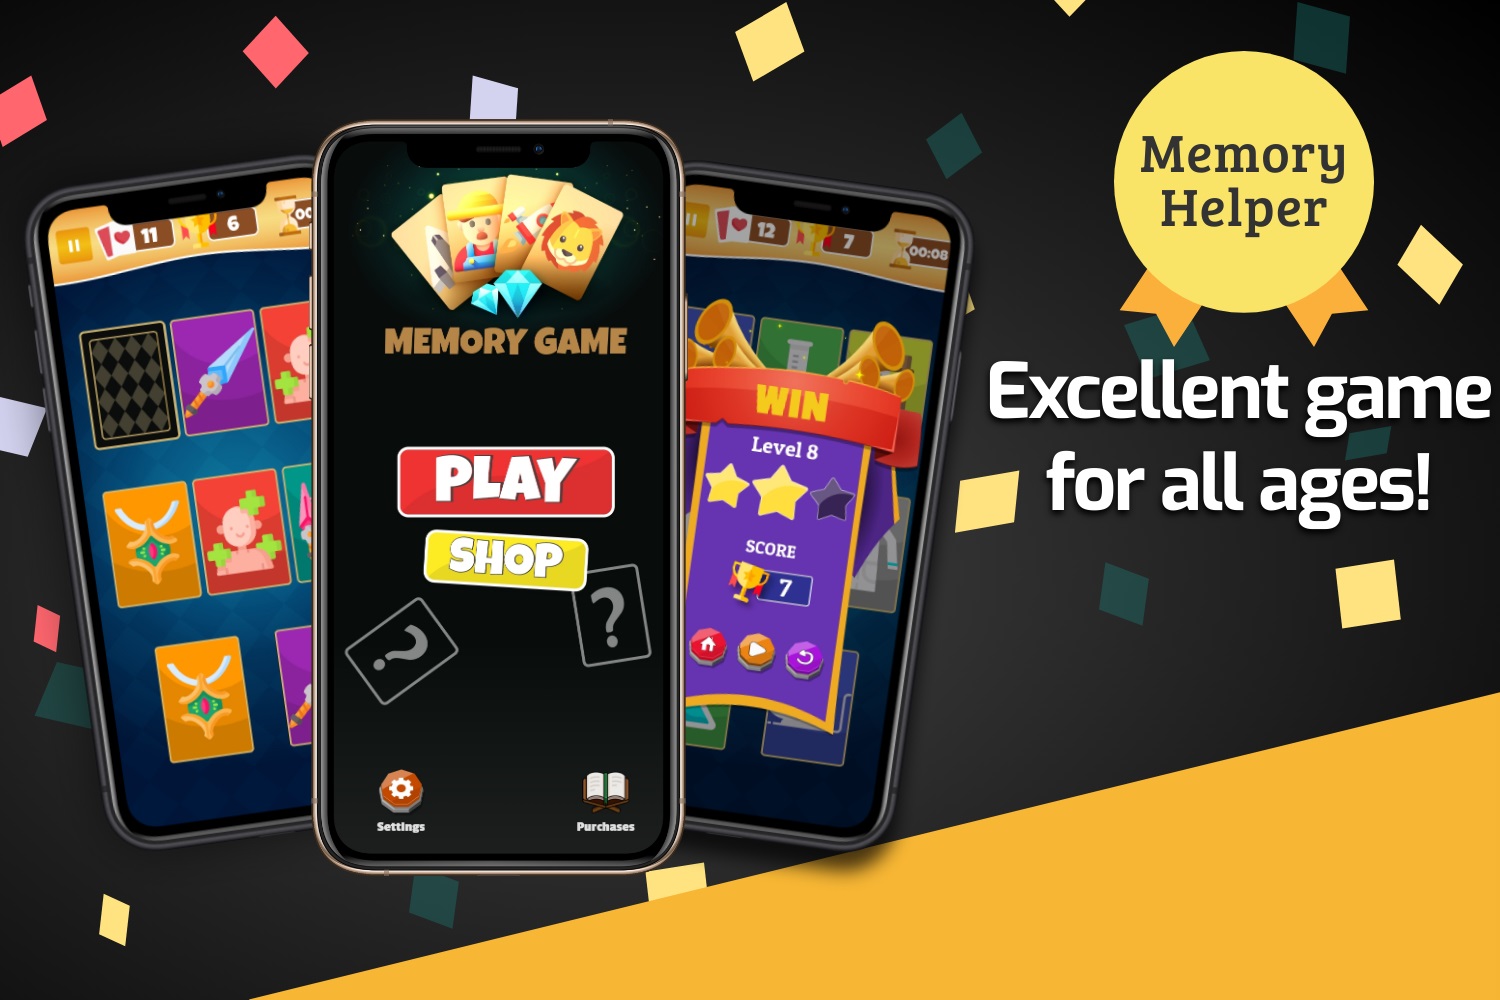 Memory
Helper
Excellent game
for all ages!
11
6
00
MEMORY GAME
PLAY
SHOP
?
?
Settings
Purchases
12
7
00:08
WIN
Level 8
SCORE
7